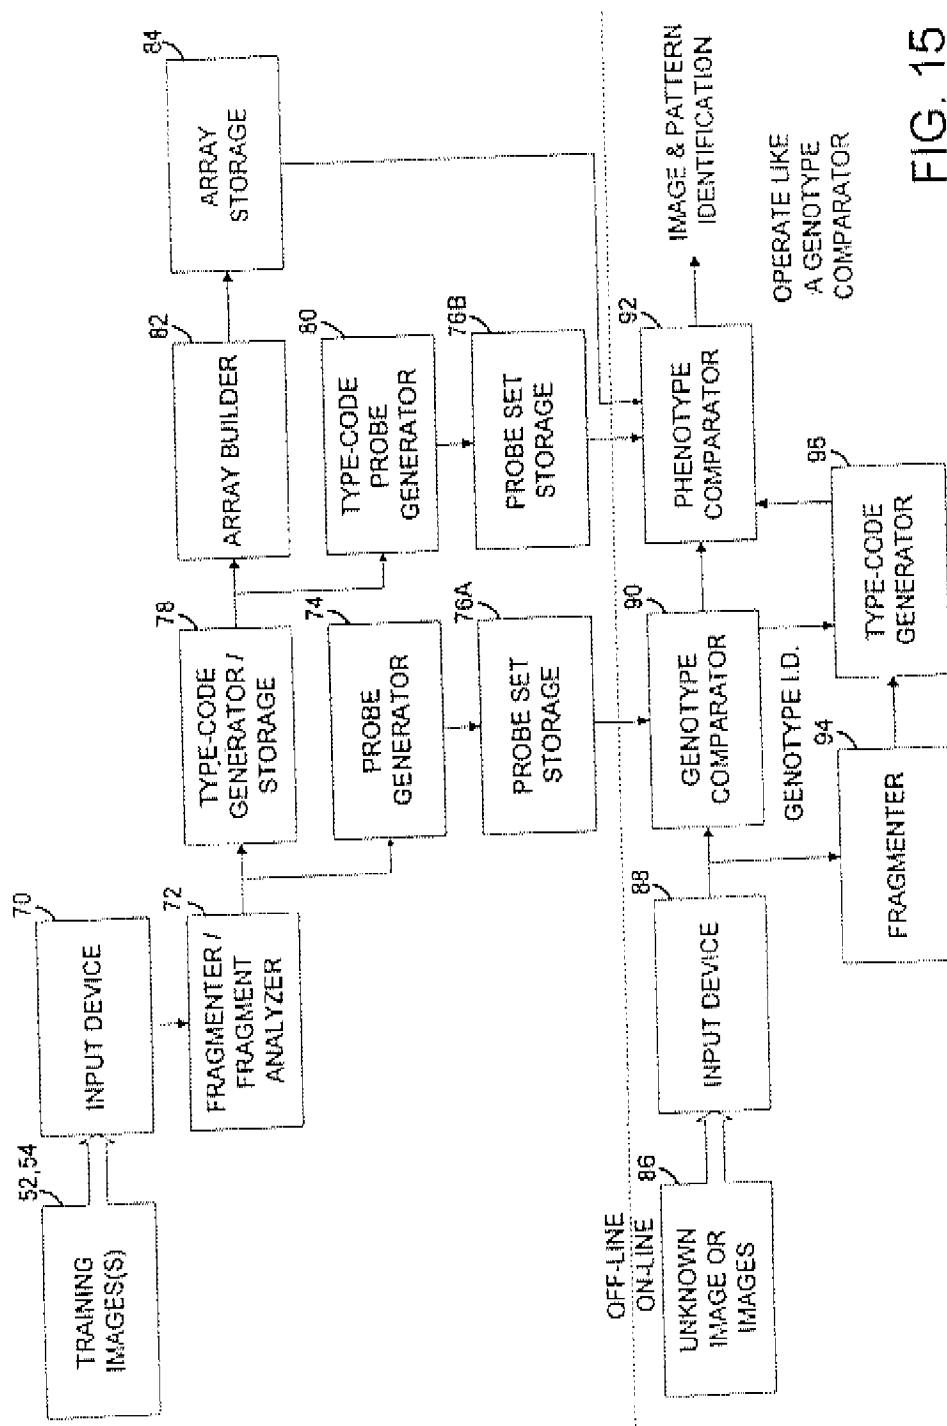 52,54
TRAINING
IMAGES(S)
70
INPUT DEVICE
72
FRAGMENTER /
FRAGMENT
ANALYZER
78
TYPE-CODE
GENERATOR /
STORAGE
82
ARRAY BUILDER
84
ARRAY
STORAGE
74
PROBE
GENERATOR
80
TYPE-CODE
PROBE
GENERATOR
76A
PROBE SET
STORAGE
76B
PROBE SET
STORAGE
OFF-LINE
ON-LINE
86
UNKNOWN
IMAGE OR
IMAGES
88
INPUT DEVICE
90
GENOTYPE
COMPARATOR
92
PHENOTYPE
COMPARATOR
IMAGE & PATTERN
IDENTIFICATION
GENOTYPE I.D.
OPERATE LIKE
A GENOTYPE
COMPARATOR
94
FRAGMENTER
TYPE-CODE
GENERATOR
FIG. 15